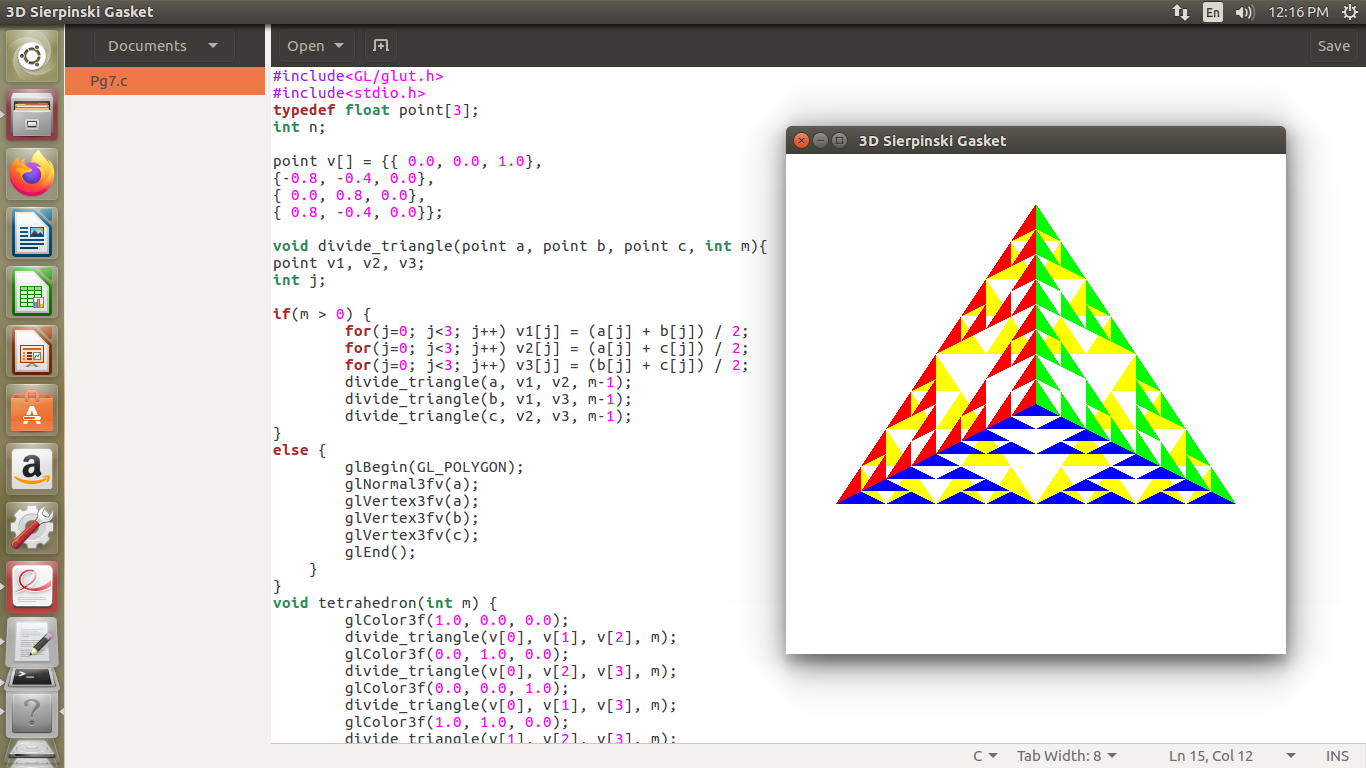 3D Sierpinski Gasket
En
12:16 PM
Documents
Open
Save
Pg7.c
#include<GL/glut.h>
#include<stdio.h>
typedef float point[3];
int n;
point v[] = {{ 0.0, 0.0, 1.0},
{-0.8, -0.4, 0.0},
{ 0.0, 0.8, 0.0},
{ 0.8, -0.4, 0.0}};
void divide_triangle(point a, point b, point c, int m){
point v1, v2, v3;
int j;
if(m > 0) {
for(j=0; j<3; j++) v1[j] = (a[j] + b[j]) / 2;
for(j=0; j<3; j++) v2[j] = (a[j] + c[j]) / 2;
for(j=0; j<3; j++) v3[j] = (b[j] + c[j]) / 2;
divide_triangle(a, v1, v2, m-1);
divide_triangle(b, v1, v3, m-1);
divide_triangle(c, v2, v3, m-1);
}
else {
glBegin(GL_POLYGON);
glNormal3fv(a);
glVertex3fv(a);
glVertex3fv(b);
glVertex3fv(c);
glEnd();
}
}
void tetrahedron(int m) {
glColor3f(1.0, 0.0, 0.0);
divide_triangle(v[0], v[1], v[2], m);
glColor3f(0.0, 1.0, 0.0);
divide_triangle(v[0], v[2], v[3], m);
glColor3f(0.0, 0.0, 1.0);
divide_triangle(v[0], v[1], v[3], m);
glColor3f(1.0, 1.0, 0.0);
divide_triangle(v[1], v[2], v[3], m);
3D Sierpinski Gasket
C
Tab Width: 8
Ln 15, Col 12
INS